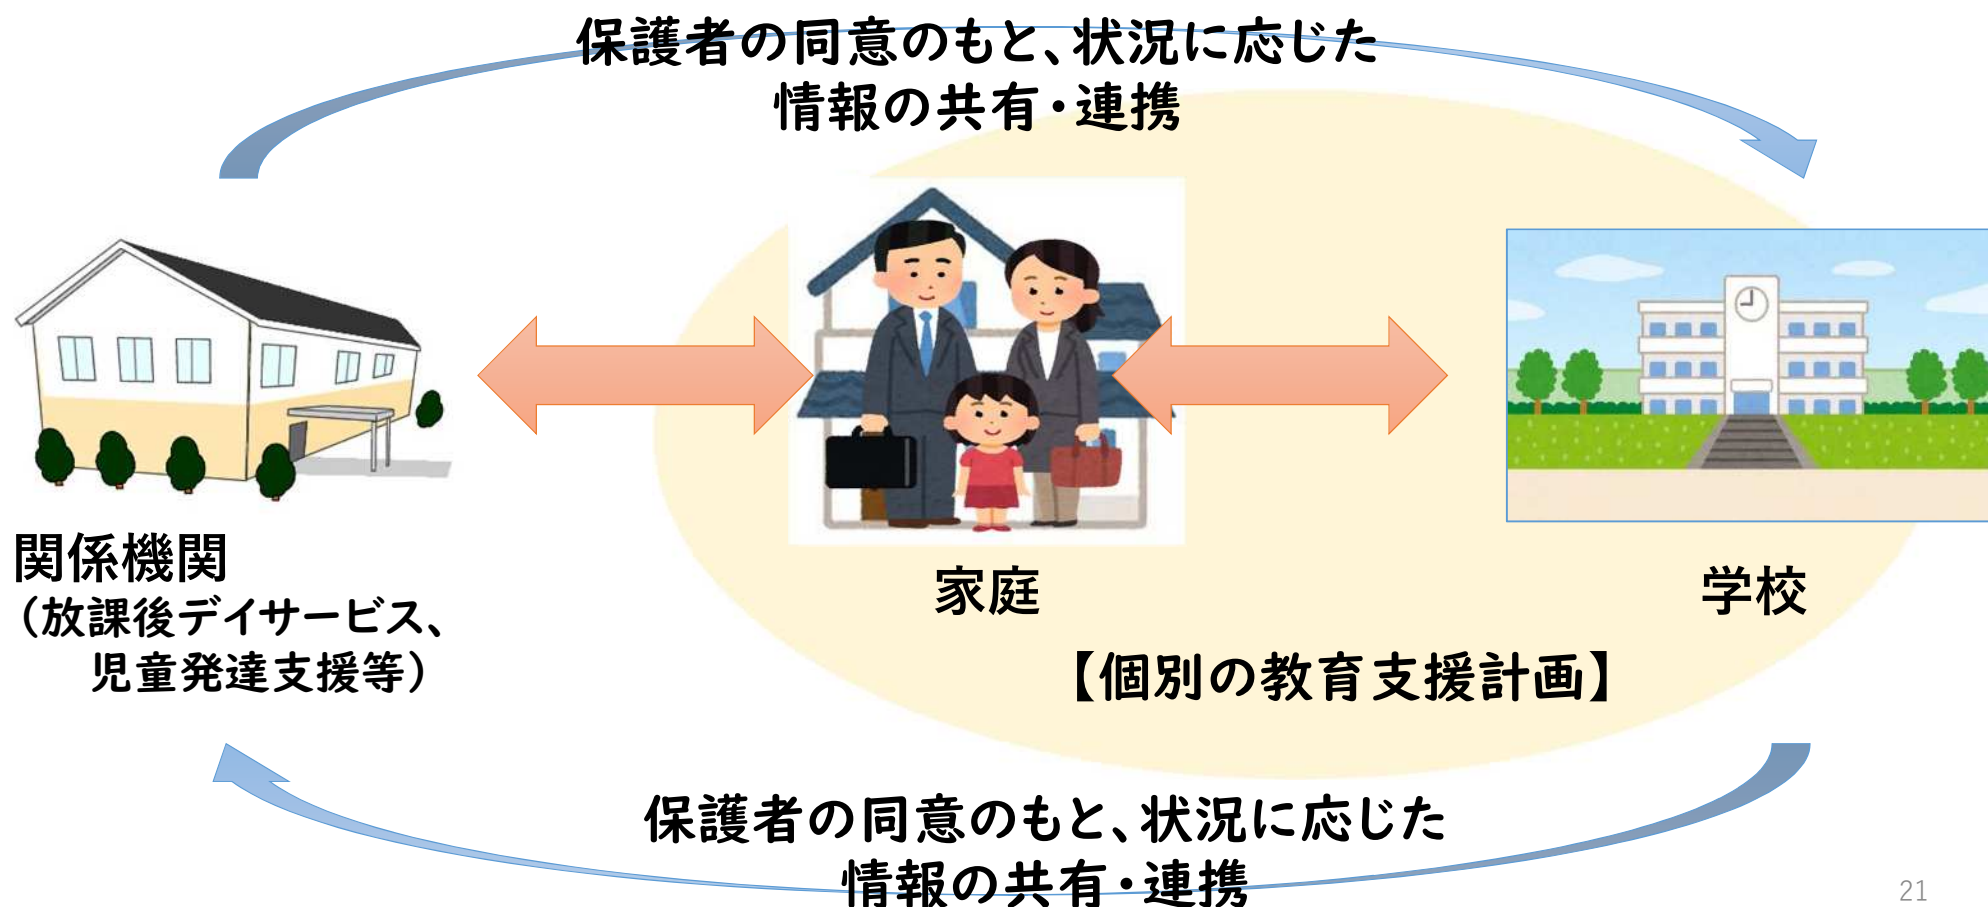 保護者の同意のもと、状況に応じた
情報の共有・連携
関係機関
（放課後デイサービス、
児童発達支援等）
家庭
学校
【個別の教育支援計画】
保護者の同意のもと、状況に応じた
情報の共有・連携
21